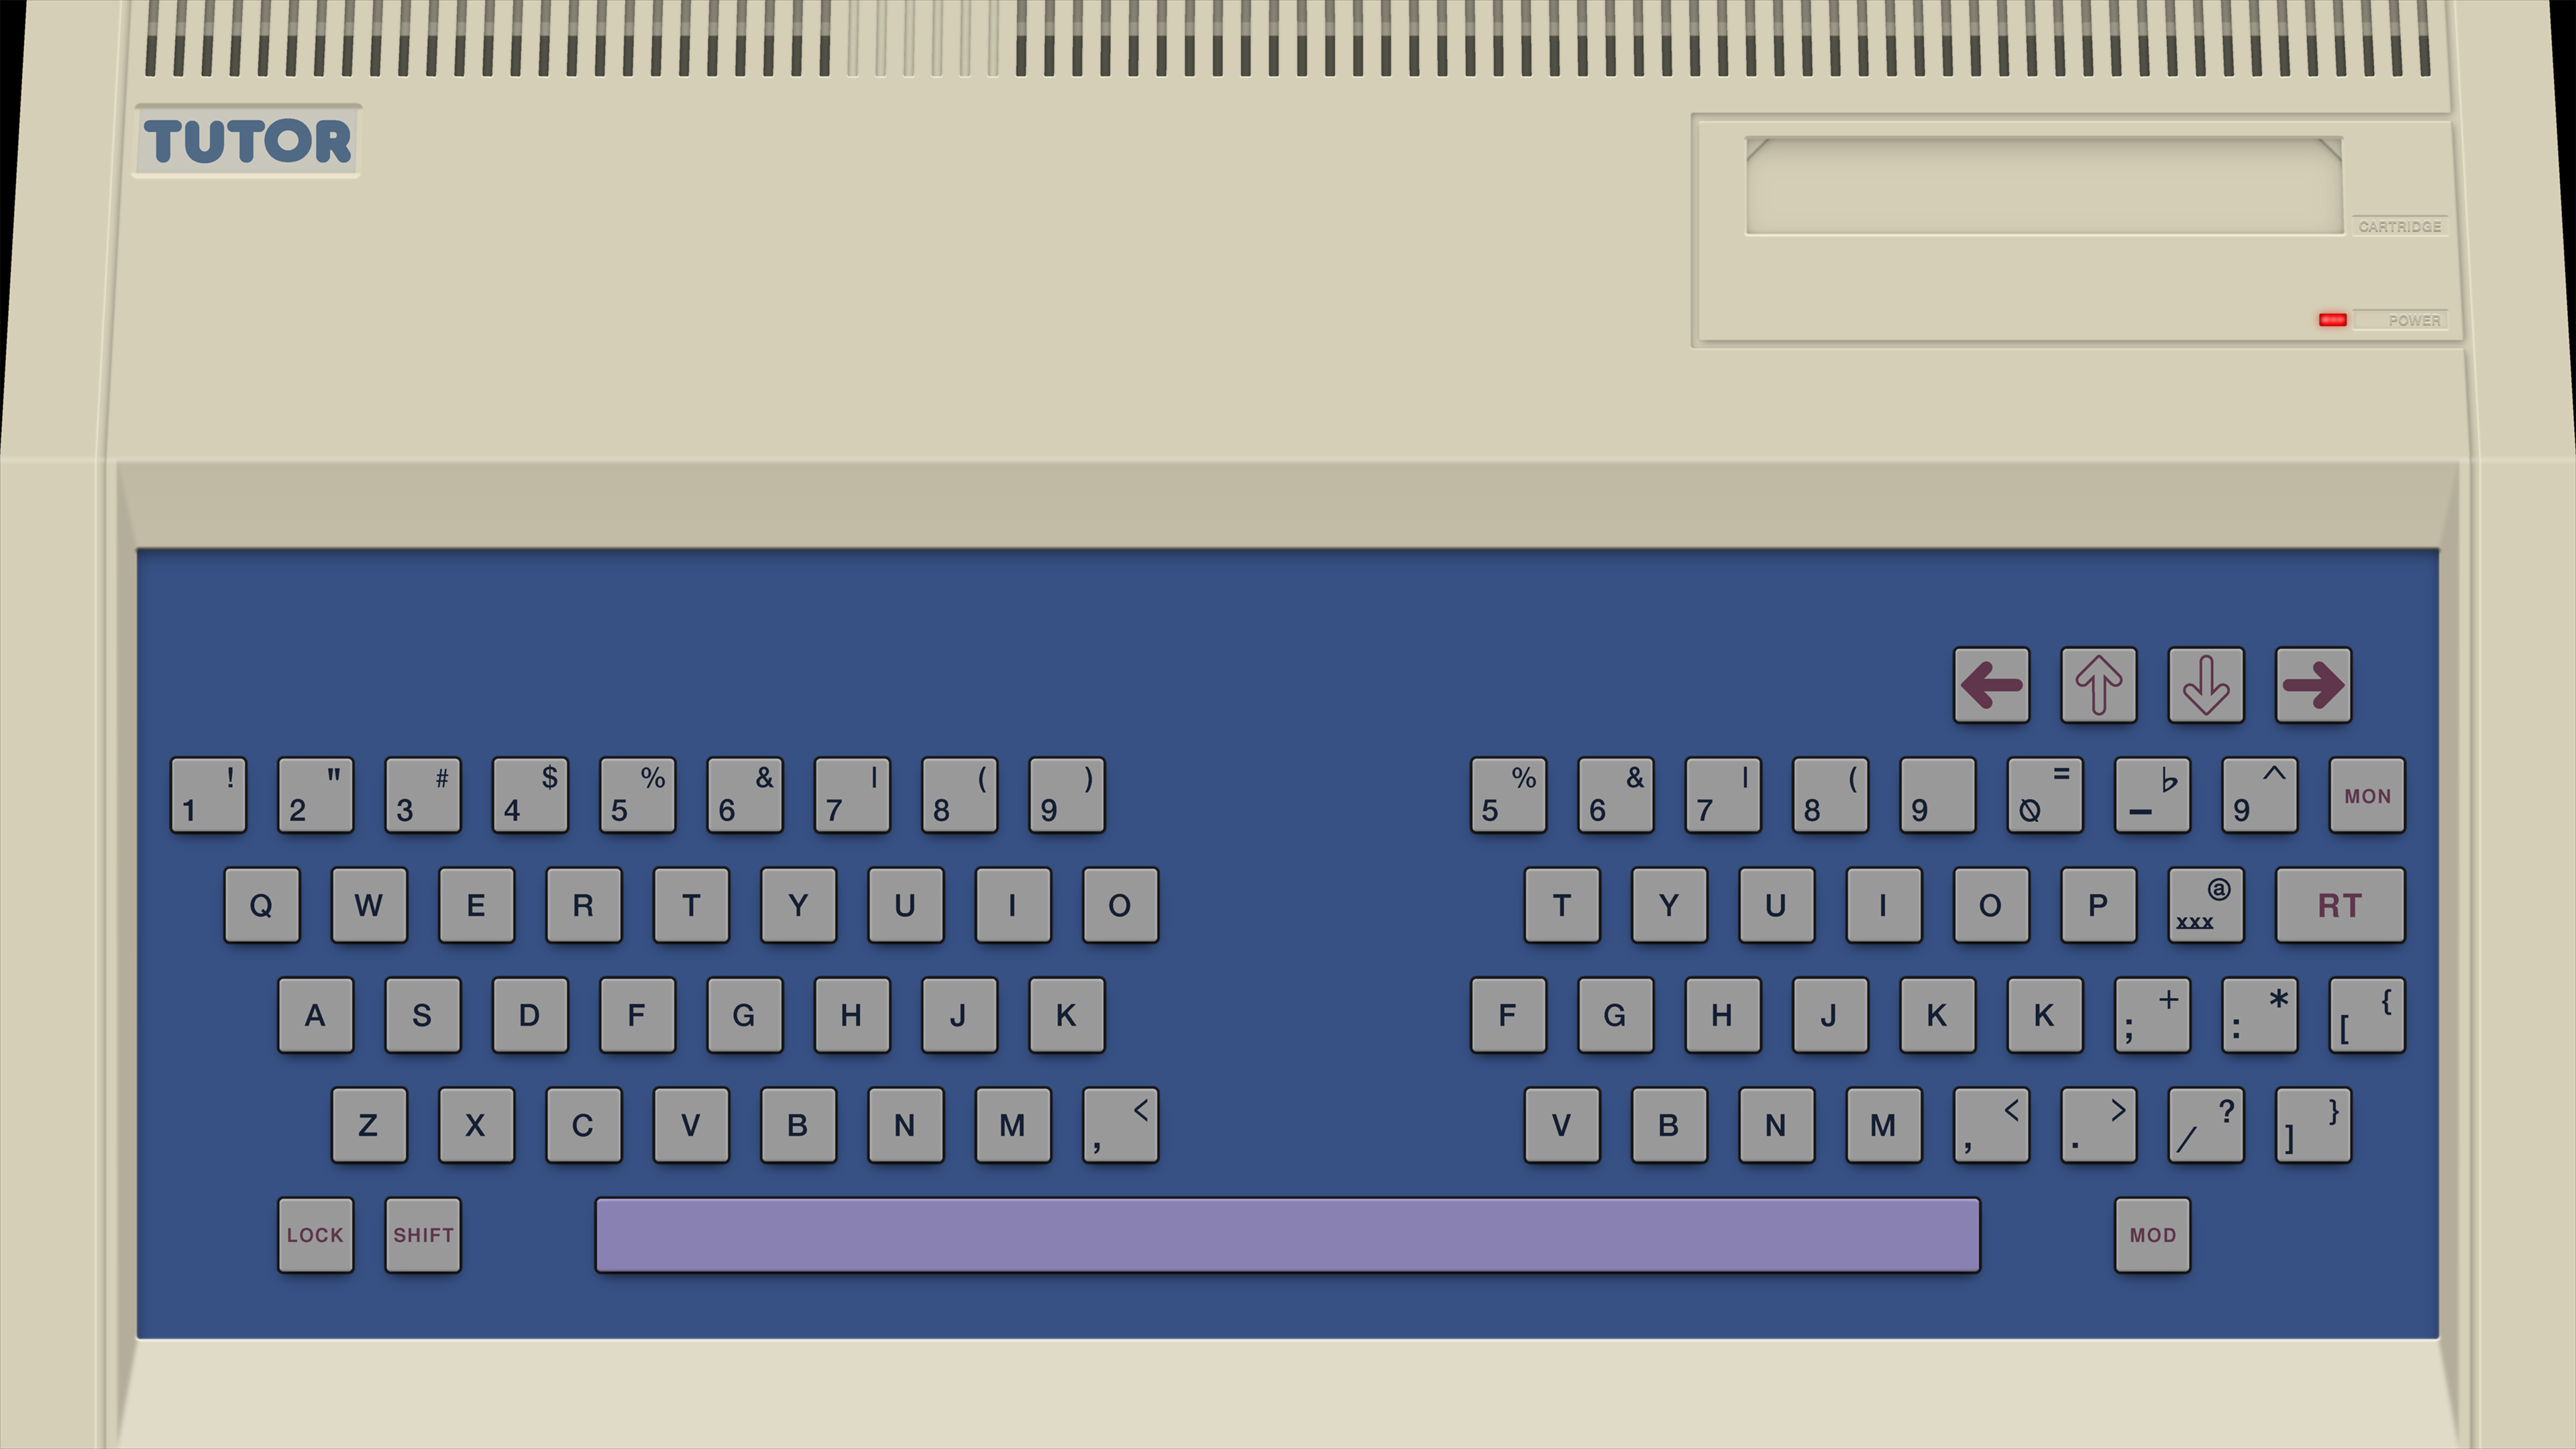 TUTOR
CARTRIDGE
POWER
! " # $ % & | ( ) % & | ( = ♭ ^
1 2 3 4 5 6 7 8 9 5 6 7 8 9 Ø – 9 MON
Q W E R T Y U I O T Y U I O P @ xxx RT
A S D F G H J K F G H J K K ; + : * [ {
Z X C V B N M , < V B N M , < . > / ? ] }
LOCK SHIFT MOD